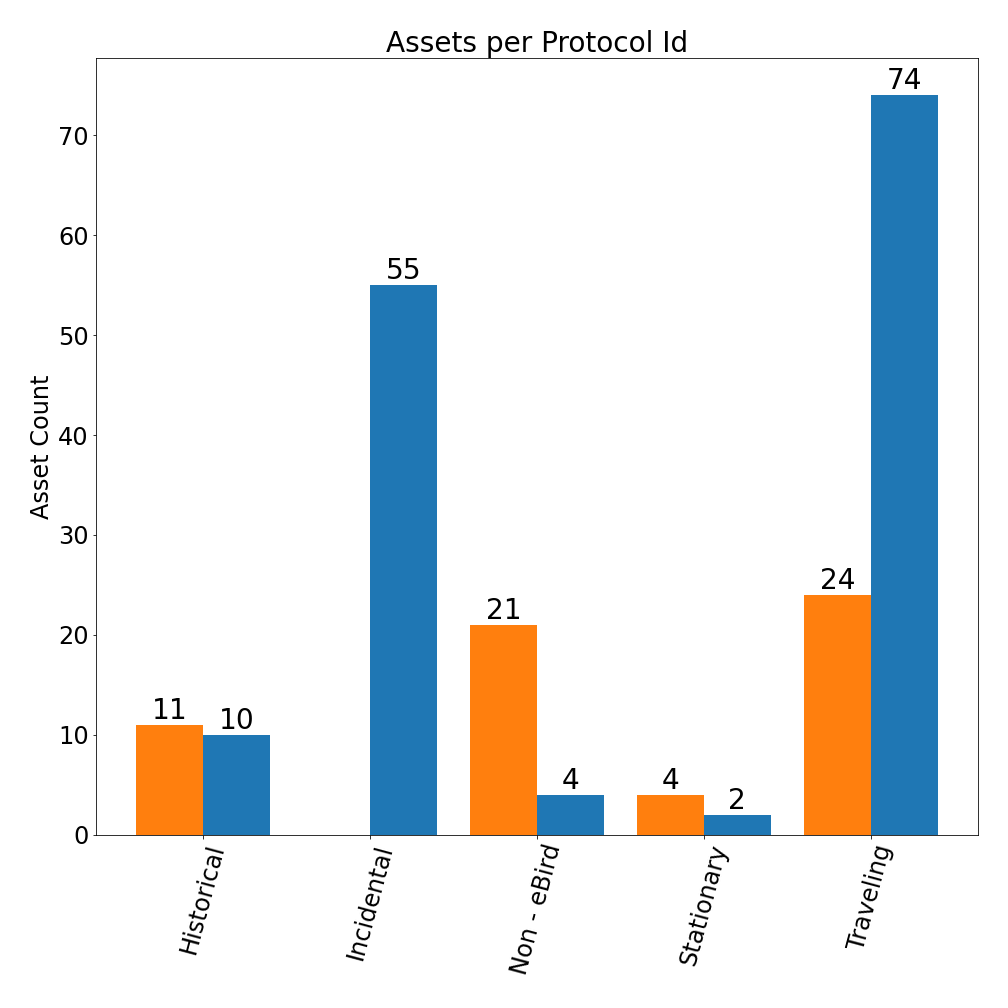 Assets per Protocol Id
Asset Count
70
60
50
40
30
20
10
0
11
10
55
21
4
4
2
24
74
Historical
Incidental
Non - eBird
Stationary
Traveling